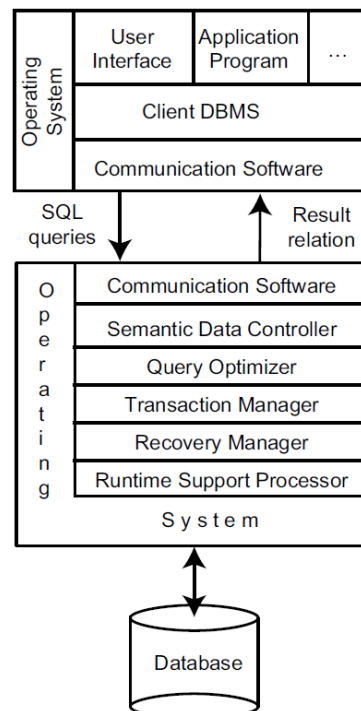 Operating
System
User
Interface
Application
Program
...
Client DBMS
Communication Software
SQL
queries
Result
relation
Operating
System
Communication Software
Semantic Data Controller
Query Optimizer
Transaction Manager
Recovery Manager
Runtime Support Processor
Database